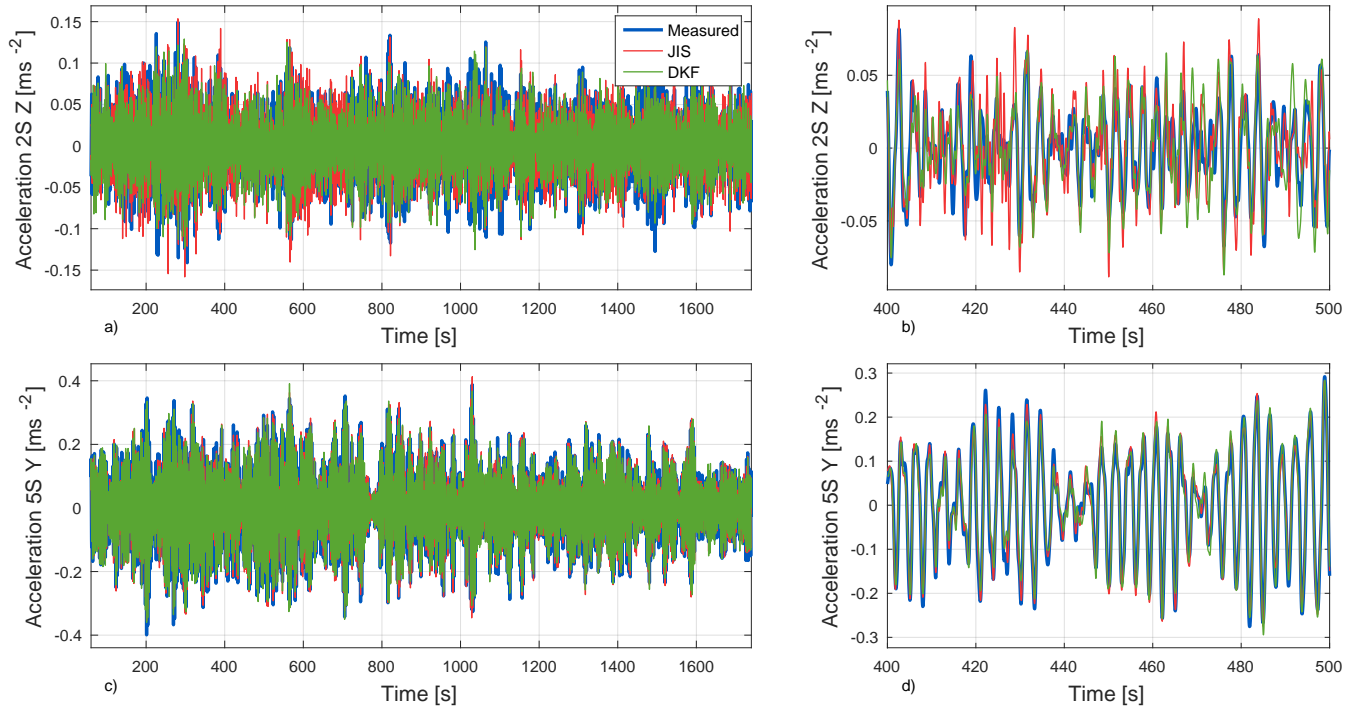 Acceleration 2S Z [ms⁻²]
0.15
0.1
0.05
0
-0.05
-0.1
-0.15
Measured
JIS
DKF
200 400 600 800 1000 1200 1400 1600
a)
Time [s]
Acceleration 2S Z [ms⁻²]
0.05
0
-0.05
400 420 440 460 480 500
b)
Time [s]
Acceleration 5S Y [ms⁻²]
0.4
0.2
0
-0.2
-0.4
200 400 600 800 1000 1200 1400 1600
c)
Time [s]
Acceleration 5S Y [ms⁻²]
0.3
0.2
0.1
0
-0.1
-0.2
-0.3
400 420 440 460 480 500
d)
Time [s]